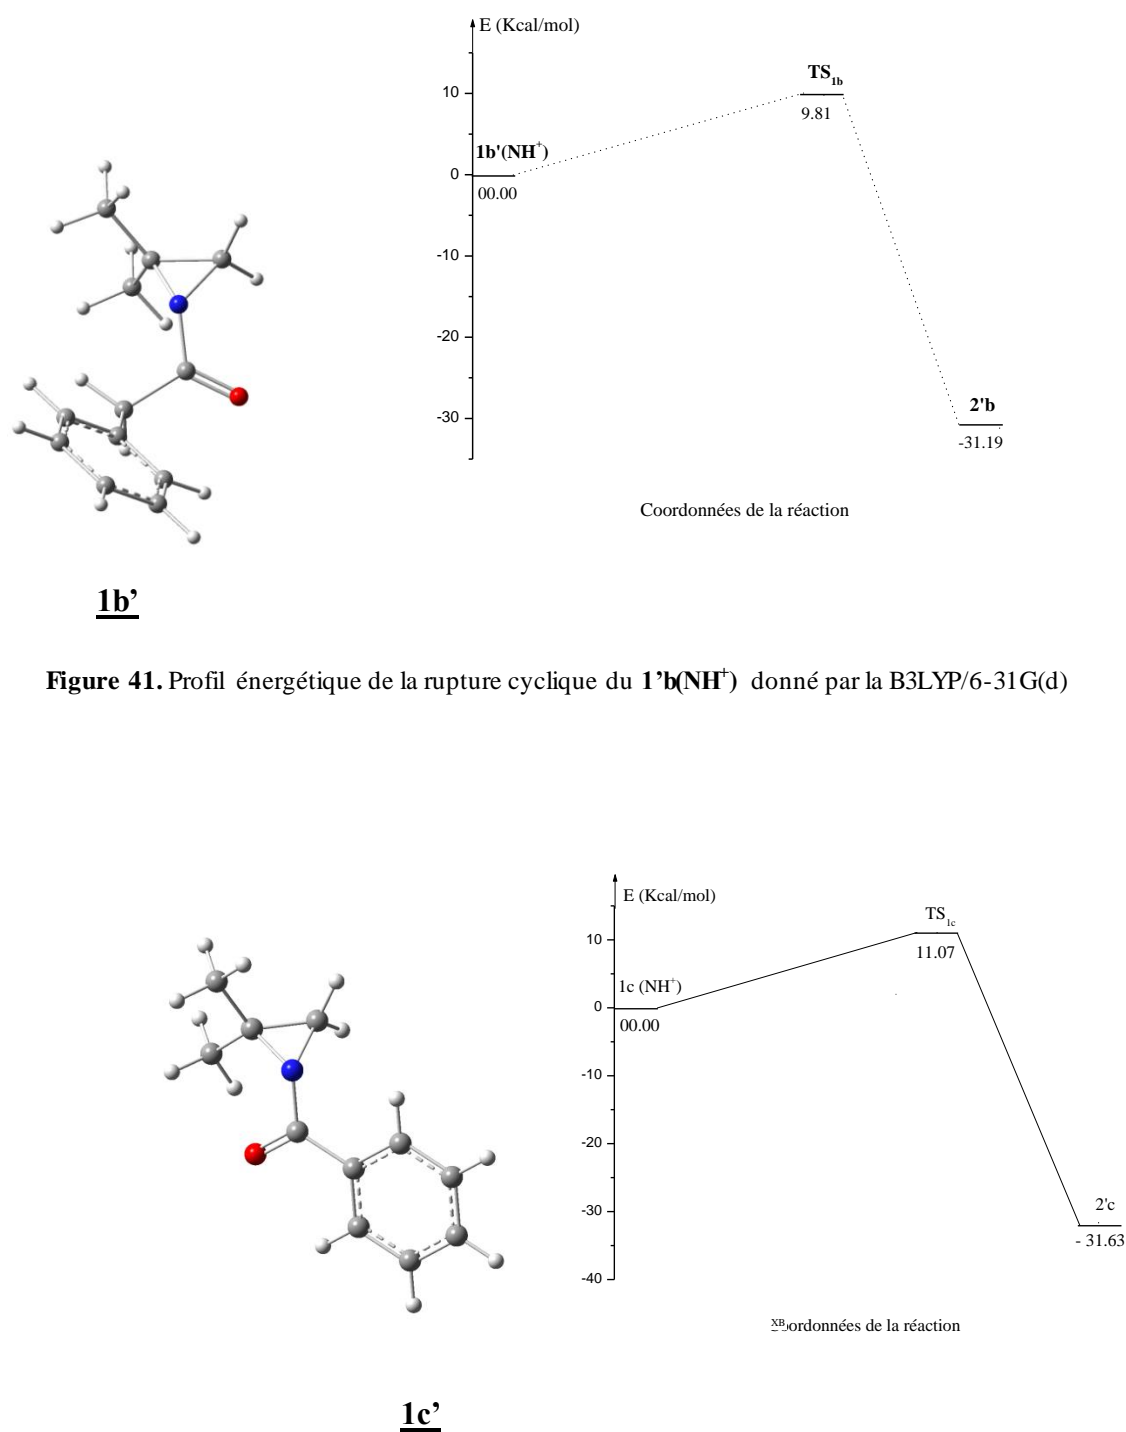 E (Kcal/mol)
TS1b
10
9.81
1b'(NH+)
0
00.00
-10
-20
2'b
-30
-31.19
Coordonnées de la réaction
1b’
Figure 41. Profil énergétique de la rupture cyclique du 1’b(NH+) donné par la B3LYP/6-31G(d)
E (Kcal/mol)
TS1c
10
11.07
1c (NH+)
0
00.00
-10
-20
-30
2'c
- 31.63
-40
XB ordonnées de la réaction
1c’